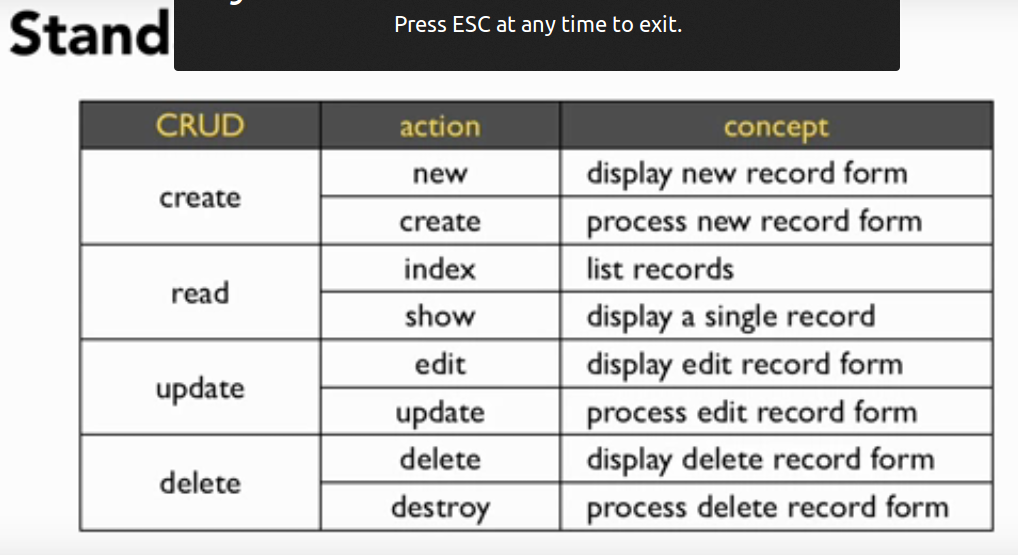 Press ESC at any time to exit.
Stand
CRUD action concept
create
new display new record form
create process new record form
read
index list records
show display a single record
update
edit display edit record form
update process edit record form
delete
delete display delete record form
destroy process delete record form